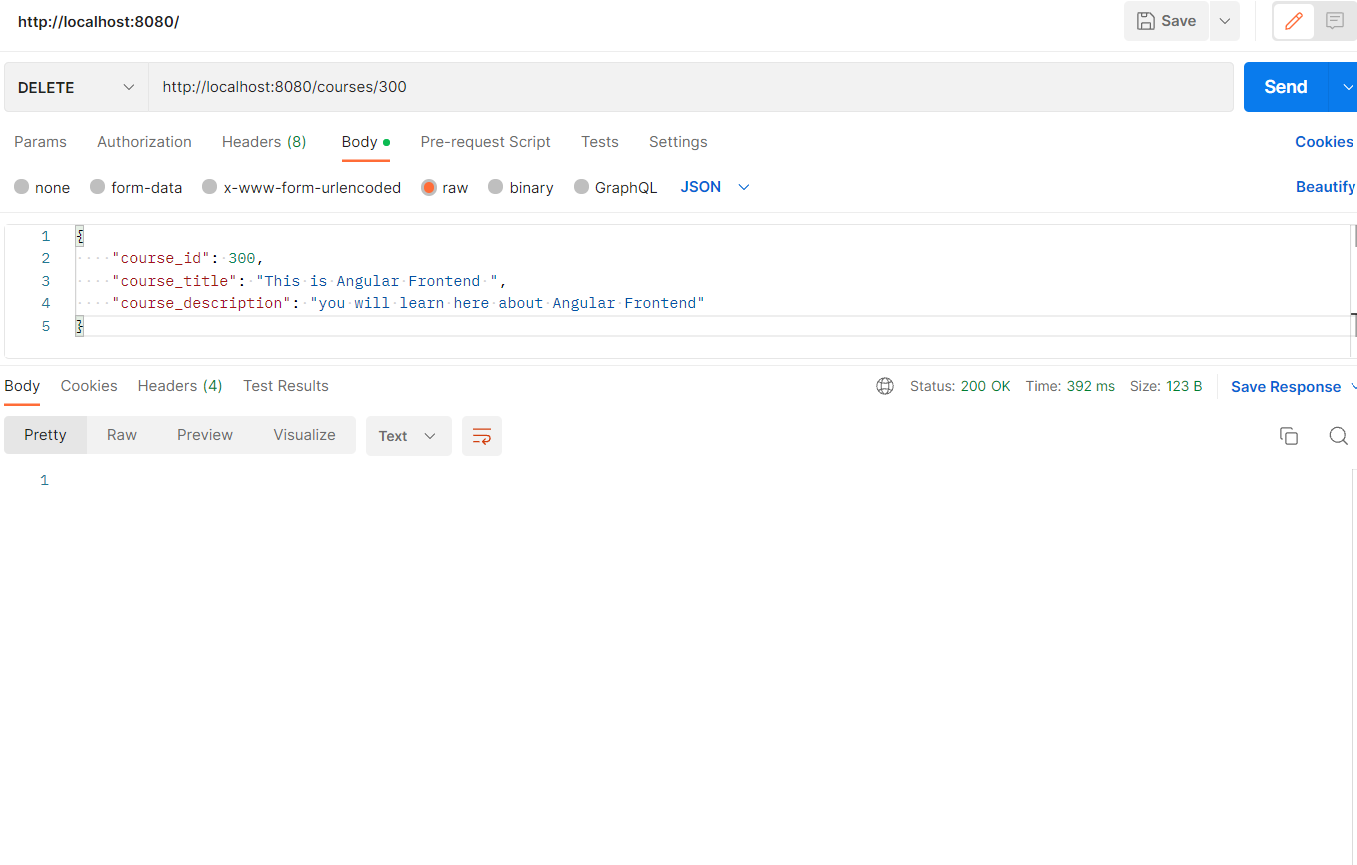 http://localhost:8080/ Save
DELETE http://localhost:8080/courses/300 Send
Params Authorization Headers (8) Body Pre-request Script Tests Settings Cookies
none form-data x-www-form-urlencoded raw binary GraphQL JSON Beautify
1 {
2 "course_id": 300,
3 "course_title": "This is Angular Frontend ",
4 "course_description": "you will learn here about Angular Frontend"
5 }
Body Cookies Headers (4) Test Results Status: 200 OK Time: 392 ms Size: 123 B Save Response
Pretty Raw Preview Visualize Text
1